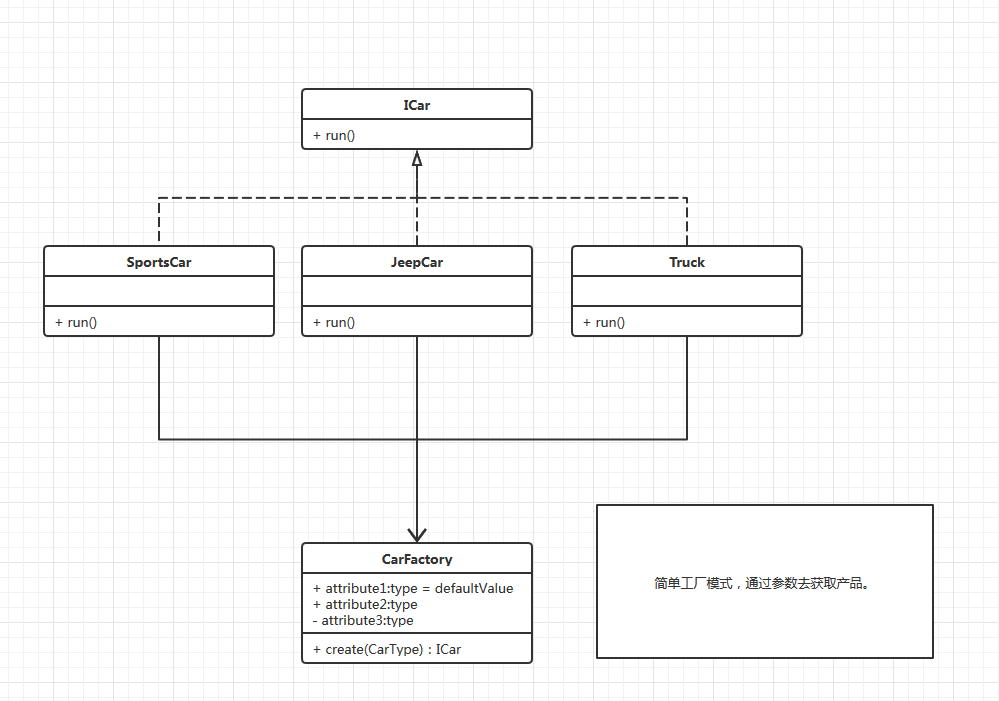 ICar
+ run()
SportsCar
+ run()
JeepCar
+ run()
Truck
+ run()
CarFactory
+ attribute1:type = defaultValue
+ attribute2:type
- attribute3:type
+ create(CarType) : ICar
简单工厂模式，通过参数去获取产品。